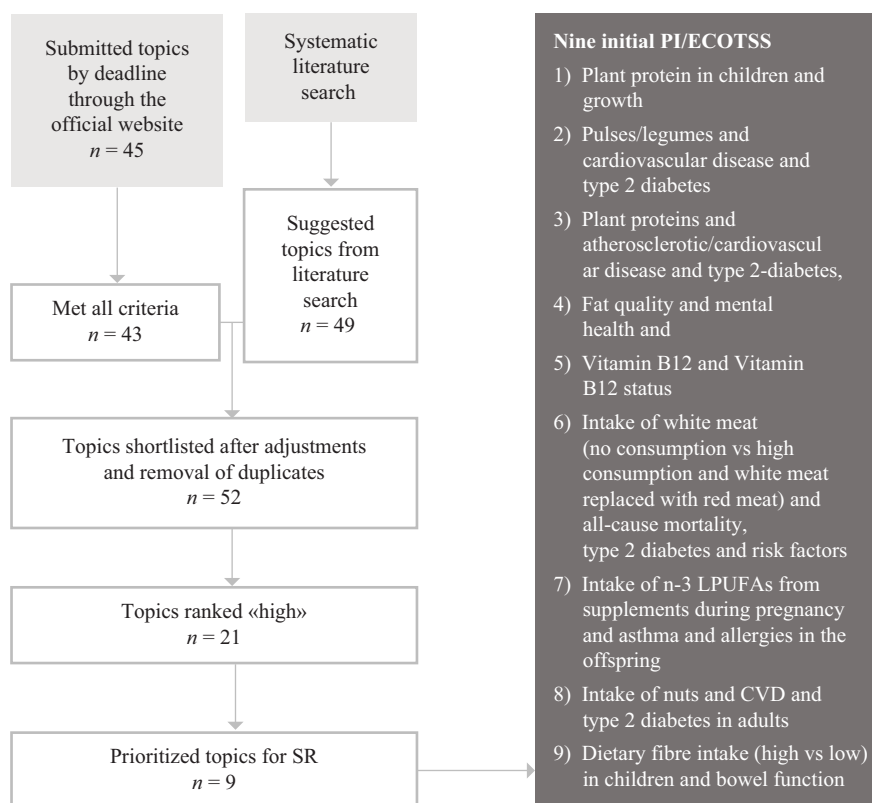 Submitted topics
by deadline
through the
official website
n = 45
Systematic
literature
search
Suggested
topics from
literature
search
n = 49
Met all criteria
n = 43
Topics shortlisted after adjustments
and removal of duplicates
n = 52
Topics ranked «high»
n = 21
Prioritized topics for SR
n = 9
Nine initial PI/ECOTSS
1) Plant protein in children and
growth
2) Pulses/legumes and
cardiovascular disease and
type 2 diabetes
3) Plant proteins and
atherosclerotic/cardiovascul
ar disease and type 2-diabetes,
4) Fat quality and mental
health and
5) Vitamin B12 and Vitamin
B12 status
6) Intake of white meat
(no consumption vs high
consumption and white meat
replaced with red meat) and
all-cause mortality,
type 2 diabetes and risk factors
7) Intake of n-3 LPUFAs from
supplements during pregnancy
and asthma and allergies in the
offspring
8) Intake of nuts and CVD and
type 2 diabetes in adults
9) Dietary fibre intake (high vs low)
in children and bowel function